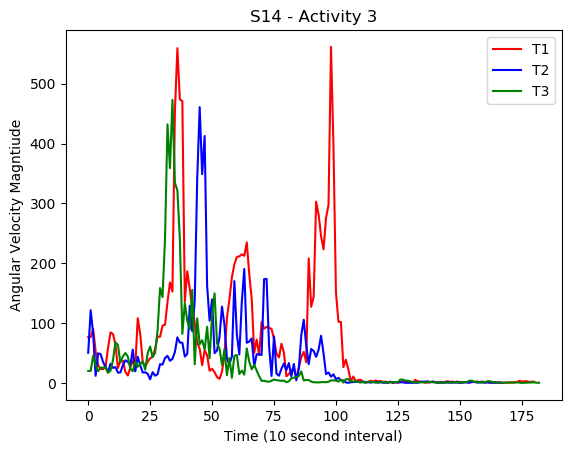 S14 - Activity 3
T1
T2
T3
Angular Velocity Magntiude
500
400
300
200
100
0
0 25 50 75 100 125 150 175
Time (10 second interval)